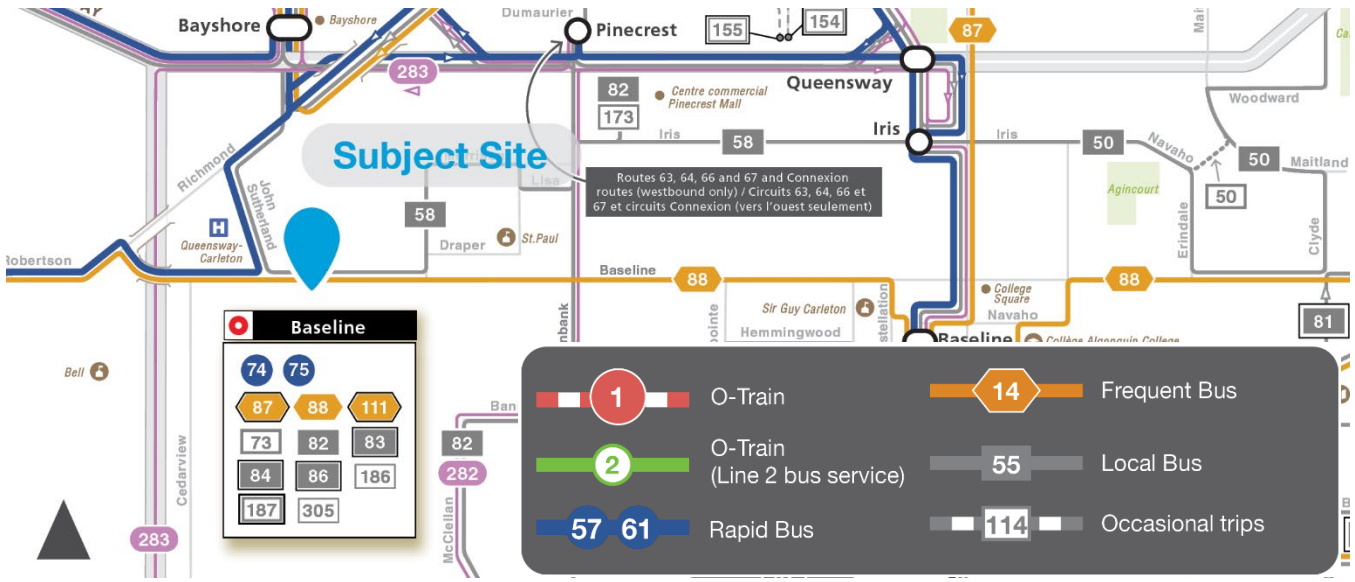 Bayshore
Bayshore
Dumaurier
Pinecrest
155
154
87
Queensway
283
82
173
Centre commercial
Pinecrest Mall
Woodward
Iris
58
Iris
Iris
50
Navaho
50
Maitland
50
Subject Site
Lisa
Routes 63, 64, 66 and 67 and Connexion
routes (westbound only) / Circuits 63, 64, 66 et
67 et circuits Connexion (vers l'ouest seulement)
Agincourt
Richmond
John
Sutherland
58
H
Queensway-
Carleton
Draper
St.Paul
Erindale
Clyde
Robertson
Baseline
88
88
Sir Guy Carleton
Hemmingwood
College
Square
Navaho
81
Baseline
Collège Algonquin College
Baseline
74 75
87 88 111
73 82 83
84 86 186
187 305
Bell
Cedarview
283
82
282
McClellan
1 O-Train
2 O-Train
(Line 2 bus service)
57 61 Rapid Bus
14 Frequent Bus
55 Local Bus
114 Occasional trips